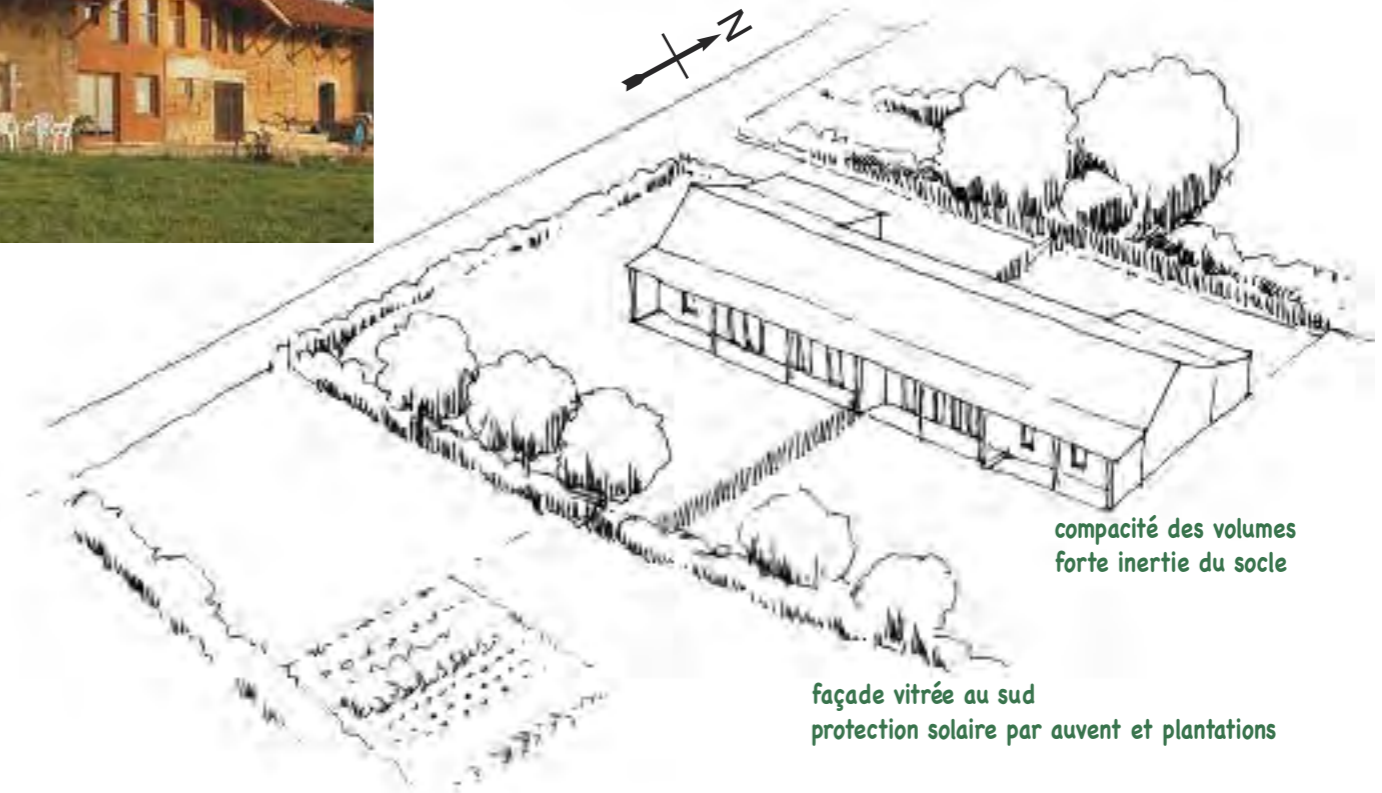 N
compacité des volumes
forte inertie du socle
façade vitrée au sud
protection solaire par auvent et plantations